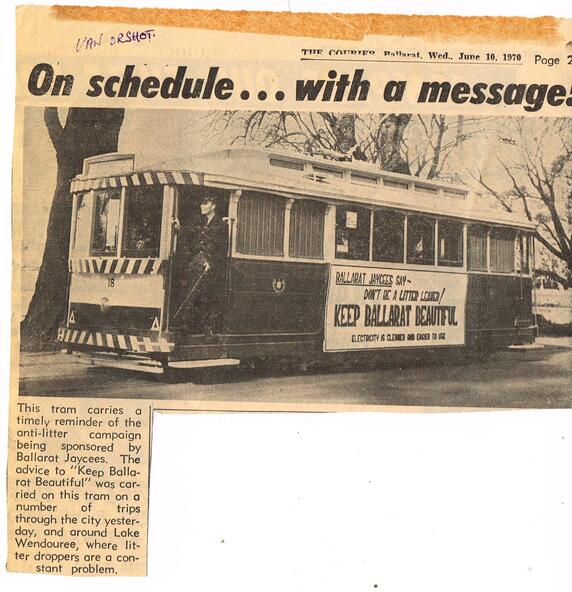 VAN ORSHOT.
THE COURIER, Ballarat, Wed., June 10, 1970 Page 2
On schedule... with a message!
18
BALLARAT JAYCEES SAY ~
DON'T BE A LITTER LEAVER!
KEEP BALLARAT BEAUTIFUL
ELECTRICITY IS CLEANER AND EASIER TO USE
This tram carries a
timely reminder of the
anti-litter campaign
being sponsored by
Ballarat Jaycees. The
advice to "Keep Balla-
rat Beautiful" was car-
ried on this tram on a
number of trips
through the city yester-
day, and around Lake
Wendouree, where lit-
ter droppers are a con-
stant problem.